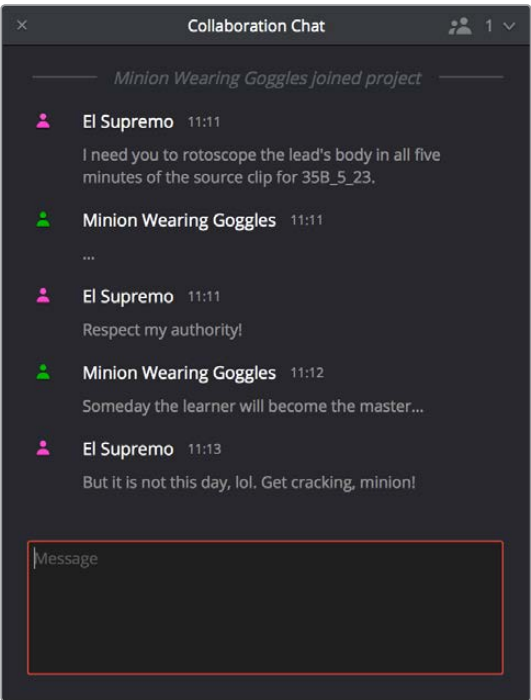 Collaboration Chat
1
Minion Wearing Goggles joined project
El Supremo 11:11
I need you to rotoscope the lead's body in all five
minutes of the source clip for 35B_5_23.
Minion Wearing Goggles 11:11
...
El Supremo 11:11
Respect my authority!
Minion Wearing Goggles 11:12
Someday the learner will become the master...
El Supremo 11:13
But it is not this day, lol. Get cracking, minion!
Message